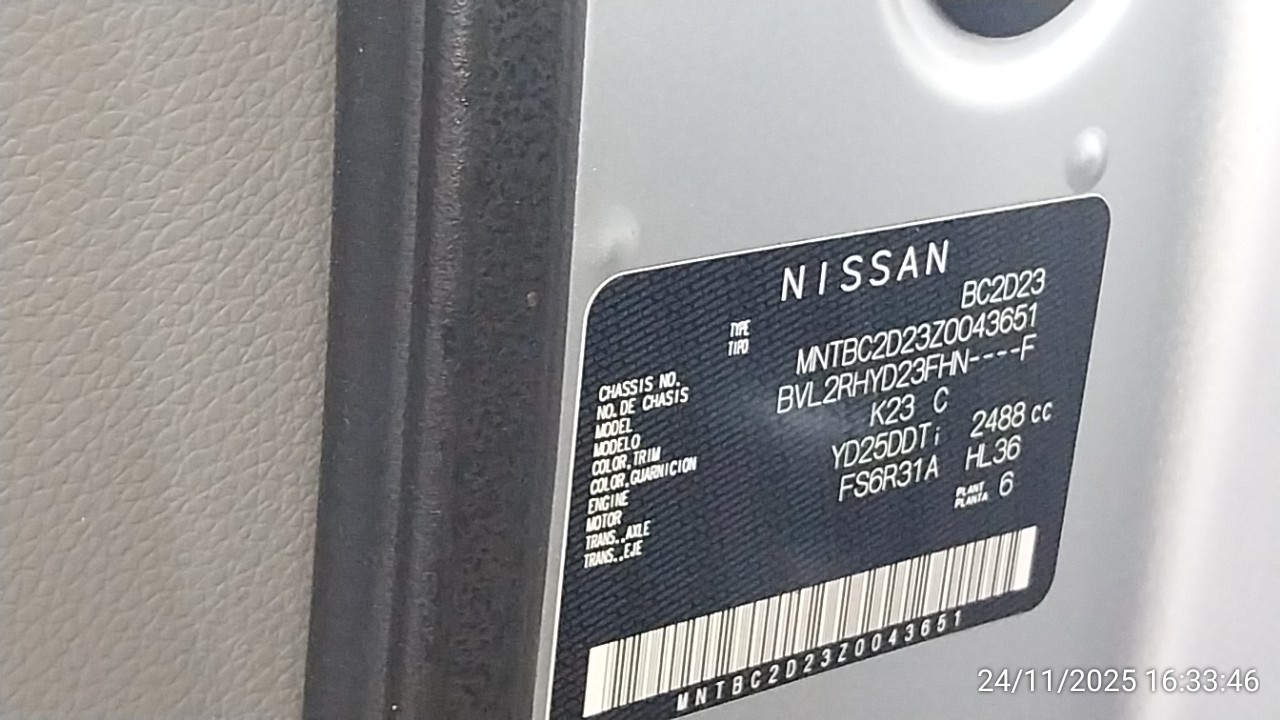 NISSAN
TYPE BC2D23
TIPO
CHASSIS NO. MNTBC2D23Z0043651
NO.DE CHASIS
MODEL BVL2RHYD23FHN----F
MODELO
COLOR,TRIM K23 C
COLOR,GUARNICION
ENGINE YD25DDTi 2488 cc
MOTOR
TRANS.,AXLE FS6R31A HL36
TRANS.,EJE
PLANT 6
PLANTA
MNTBC2D23Z0043651
24/11/2025 16:33:46